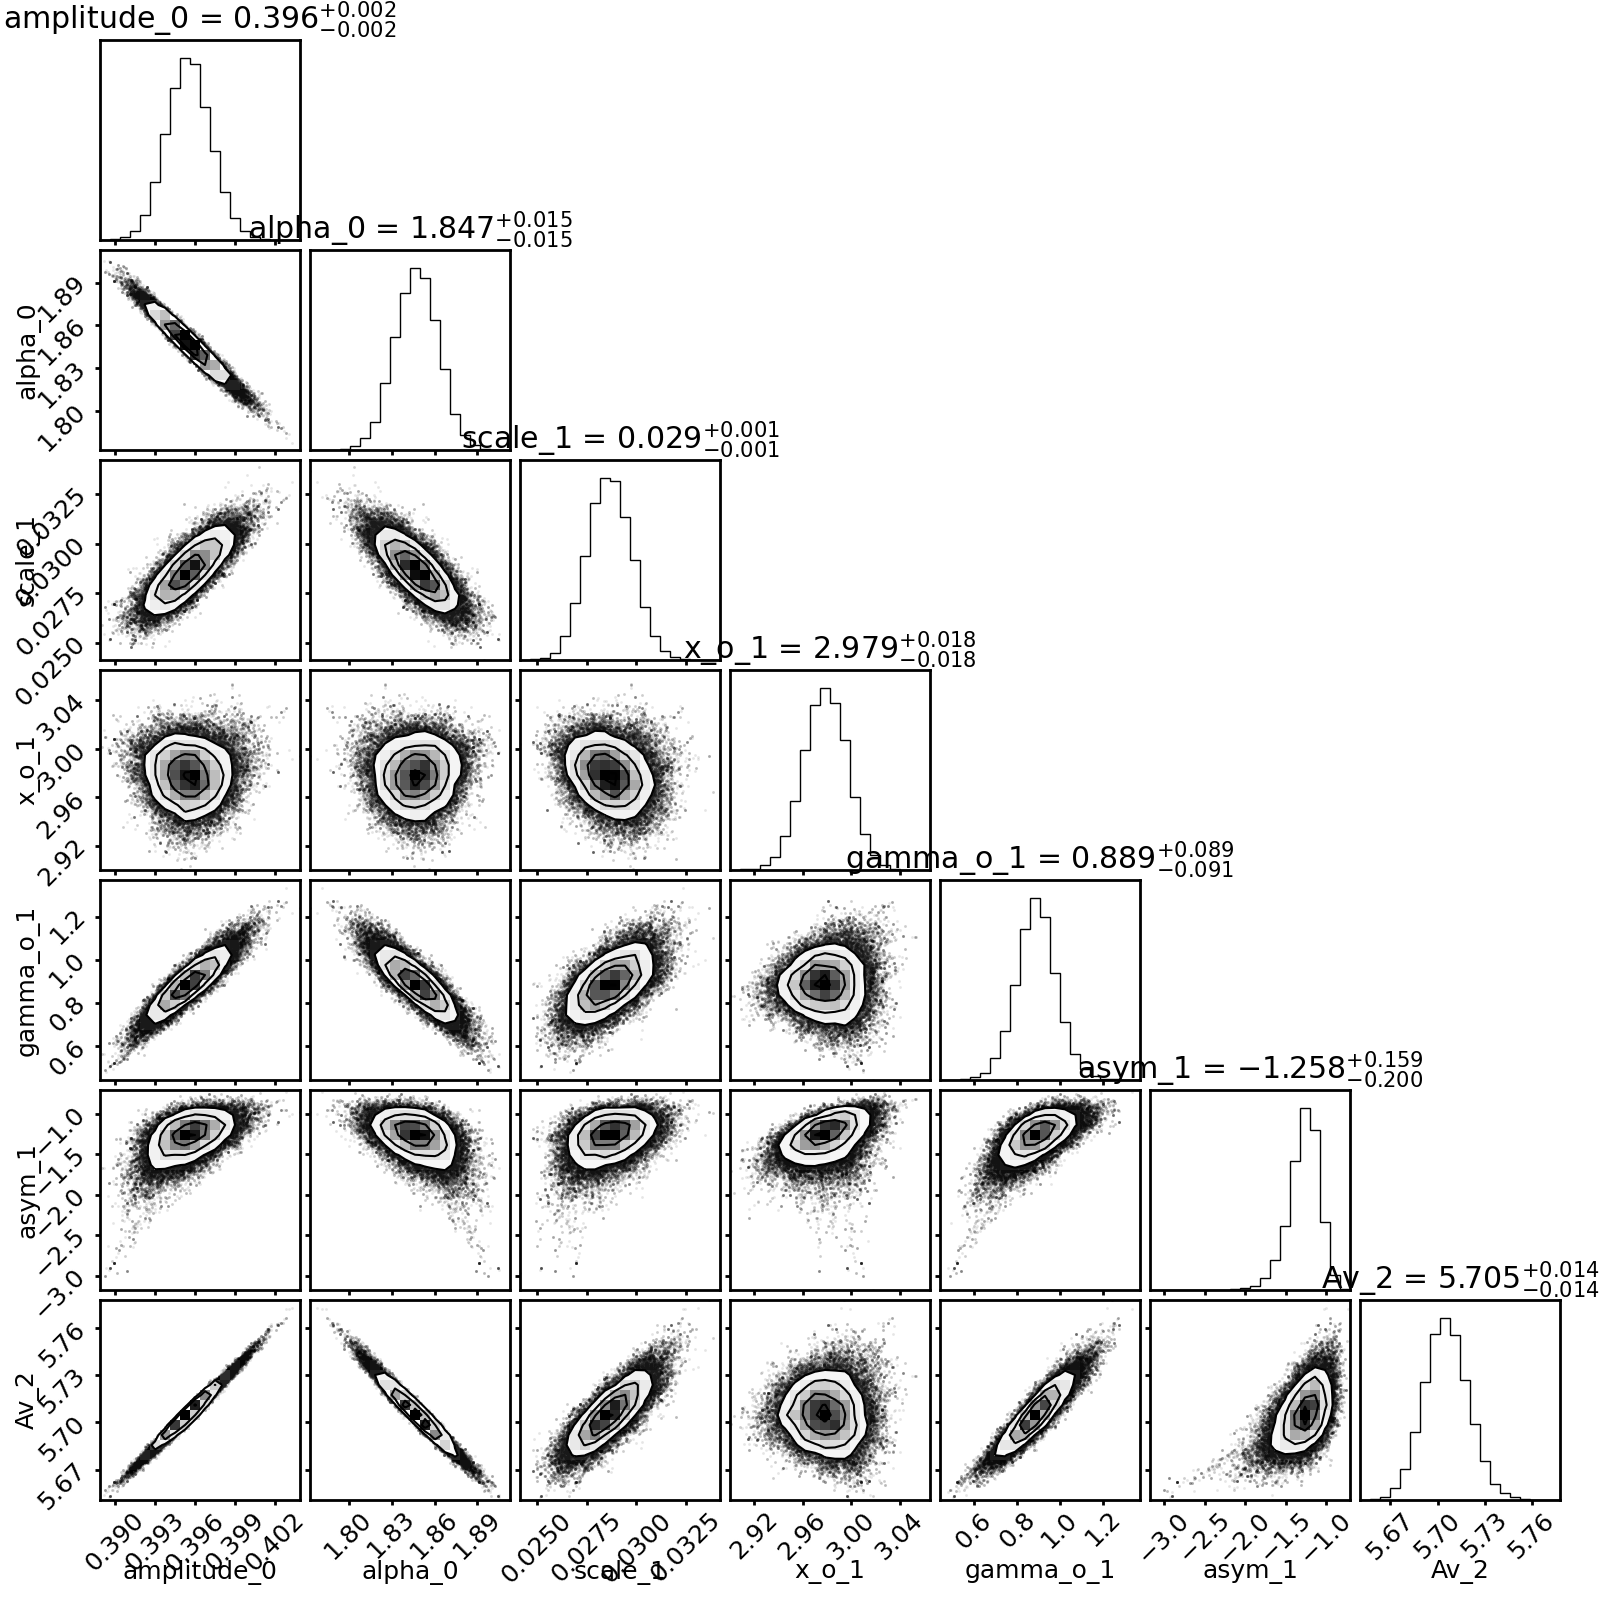 amplitude_0 = 0.396+0.002 −0.002
alpha_0 = 1.847+0.015 −0.015
1.89
1.86
1.83
1.80
alpha_0
scale_1 = 0.029+0.001 −0.001
0.0325
0.0300
0.0275
0.0250
scale_1
x_o_1 = 2.979+0.018 −0.018
3.04
3.00
2.96
2.92
x_o_1
gamma_o_1 = 0.889+0.089 −0.091
1.2
1.0
0.8
0.6
gamma_o_1
asym_1 = −1.258+0.159 −0.200
−1.0
−1.5
−2.0
−2.5
−3.0
asym_1
Av_2 = 5.705+0.014 −0.014
5.76
5.73
5.70
5.67
Av_2
0.390 0.393 0.396 0.399 0.402
1.80 1.83 1.86 1.89
0.0250 0.0275 0.0300 0.0325
2.92 2.96 3.00 3.04
0.6 0.8 1.0 1.2
−3.0 −2.5 −2.0 −1.5 −1.0
5.67 5.70 5.73 5.76
amplitude_0 alpha_0 scale_1 x_o_1 gamma_o_1 asym_1 Av_2